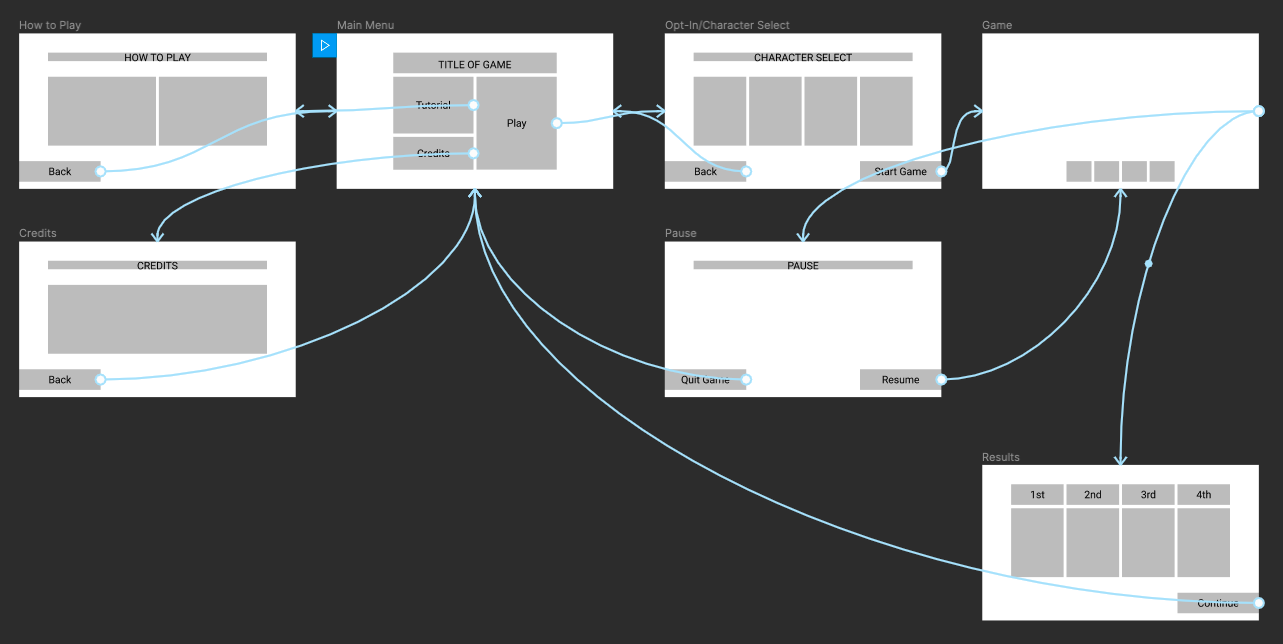 How to Play
HOW TO PLAY
Back
Main Menu
TITLE OF GAME
Tutorial
Play
Credits
Opt-In/Character Select
CHARACTER SELECT
Back
Start Game
Game
Credits
CREDITS
Back
Pause
PAUSE
Quit Game
Resume
Results
1st 2nd 3rd 4th
Continue